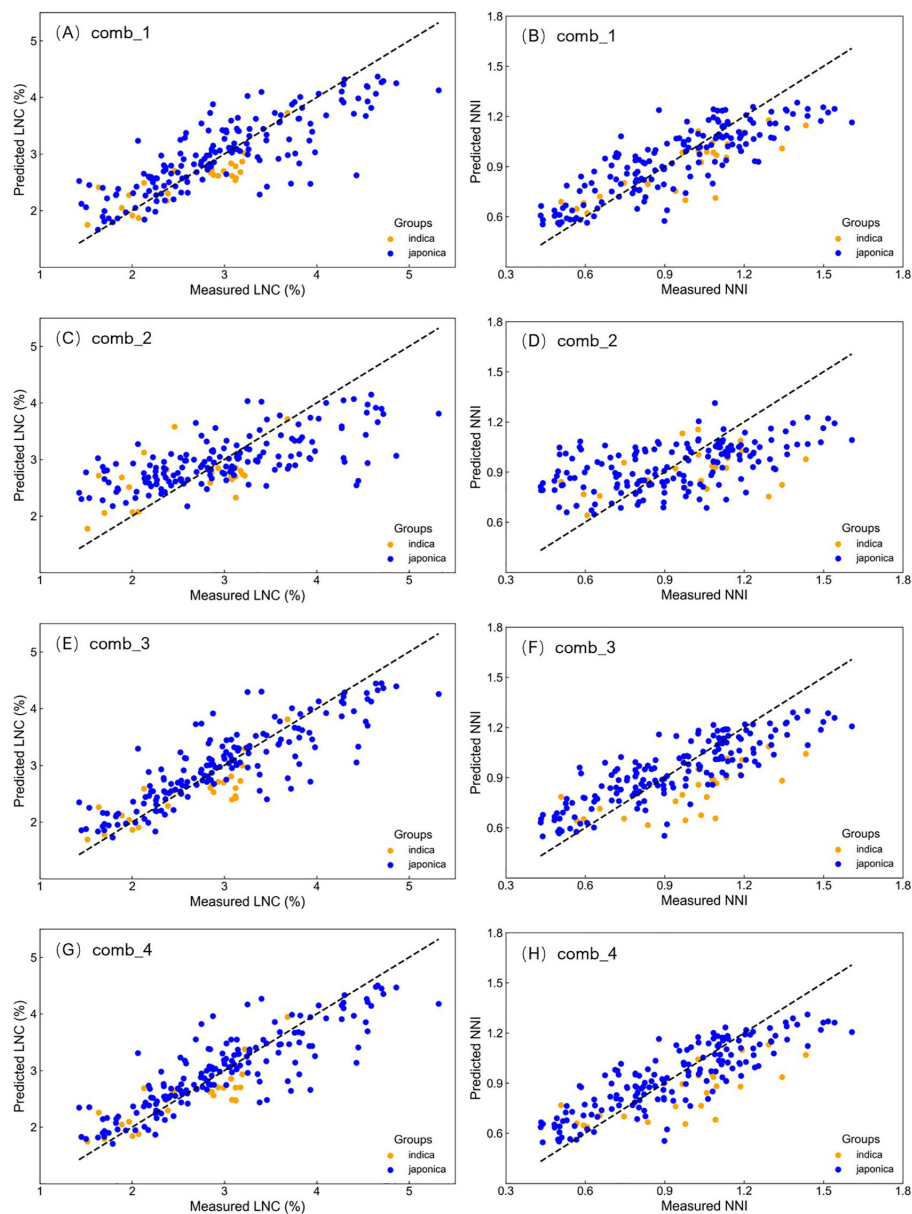 (A) comb_1
5
4
3
2
1
2
3
4
5
Predicted LNC (%)
Measured LNC (%)
Groups
indica
japonica
(B) comb_1
1.8
1.5
1.2
0.9
0.6
0.3
0.6
0.9
1.2
1.5
1.8
Predicted NNI
Measured NNI
Groups
indica
japonica
(C) comb_2
5
4
3
2
1
2
3
4
5
Predicted LNC (%)
Measured LNC (%)
Groups
indica
japonica
(D) comb_2
1.8
1.5
1.2
0.9
0.6
0.3
0.6
0.9
1.2
1.5
1.8
Predicted NNI
Measured NNI
Groups
indica
japonica
(E) comb_3
5
4
3
2
1
2
3
4
5
Predicted LNC (%)
Measured LNC (%)
Groups
indica
japonica
(F) comb_3
1.8
1.5
1.2
0.9
0.6
0.3
0.6
0.9
1.2
1.5
1.8
Predicted NNI
Measured NNI
Groups
indica
japonica
(G) comb_4
5
4
3
2
1
2
3
4
5
Predicted LNC (%)
Measured LNC (%)
Groups
indica
japonica
(H) comb_4
1.8
1.5
1.2
0.9
0.6
0.3
0.6
0.9
1.2
1.5
1.8
Predicted NNI
Measured NNI
Groups
indica
japonica